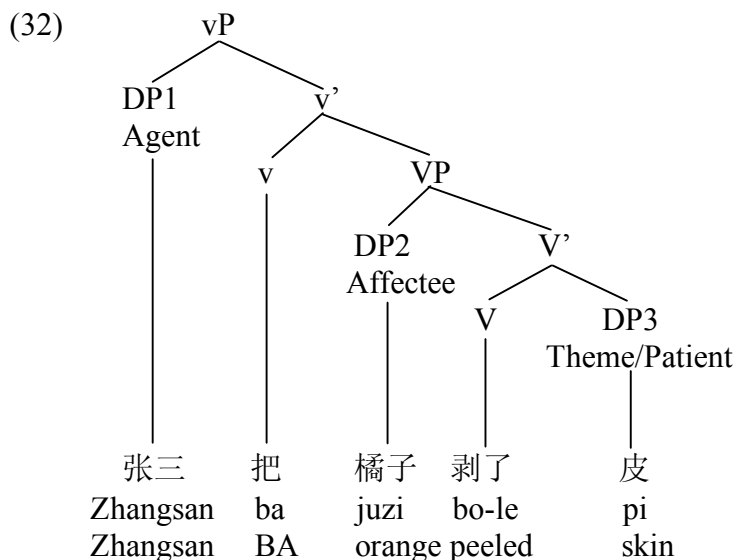 (32) vP
DP1 v’
Agent
v VP
DP2 V’
Affectee
V DP3
Theme/Patient
张三 把 橘子 剥了 皮
Zhangsan ba juzi bo-le pi
Zhangsan BA orange peeled skin